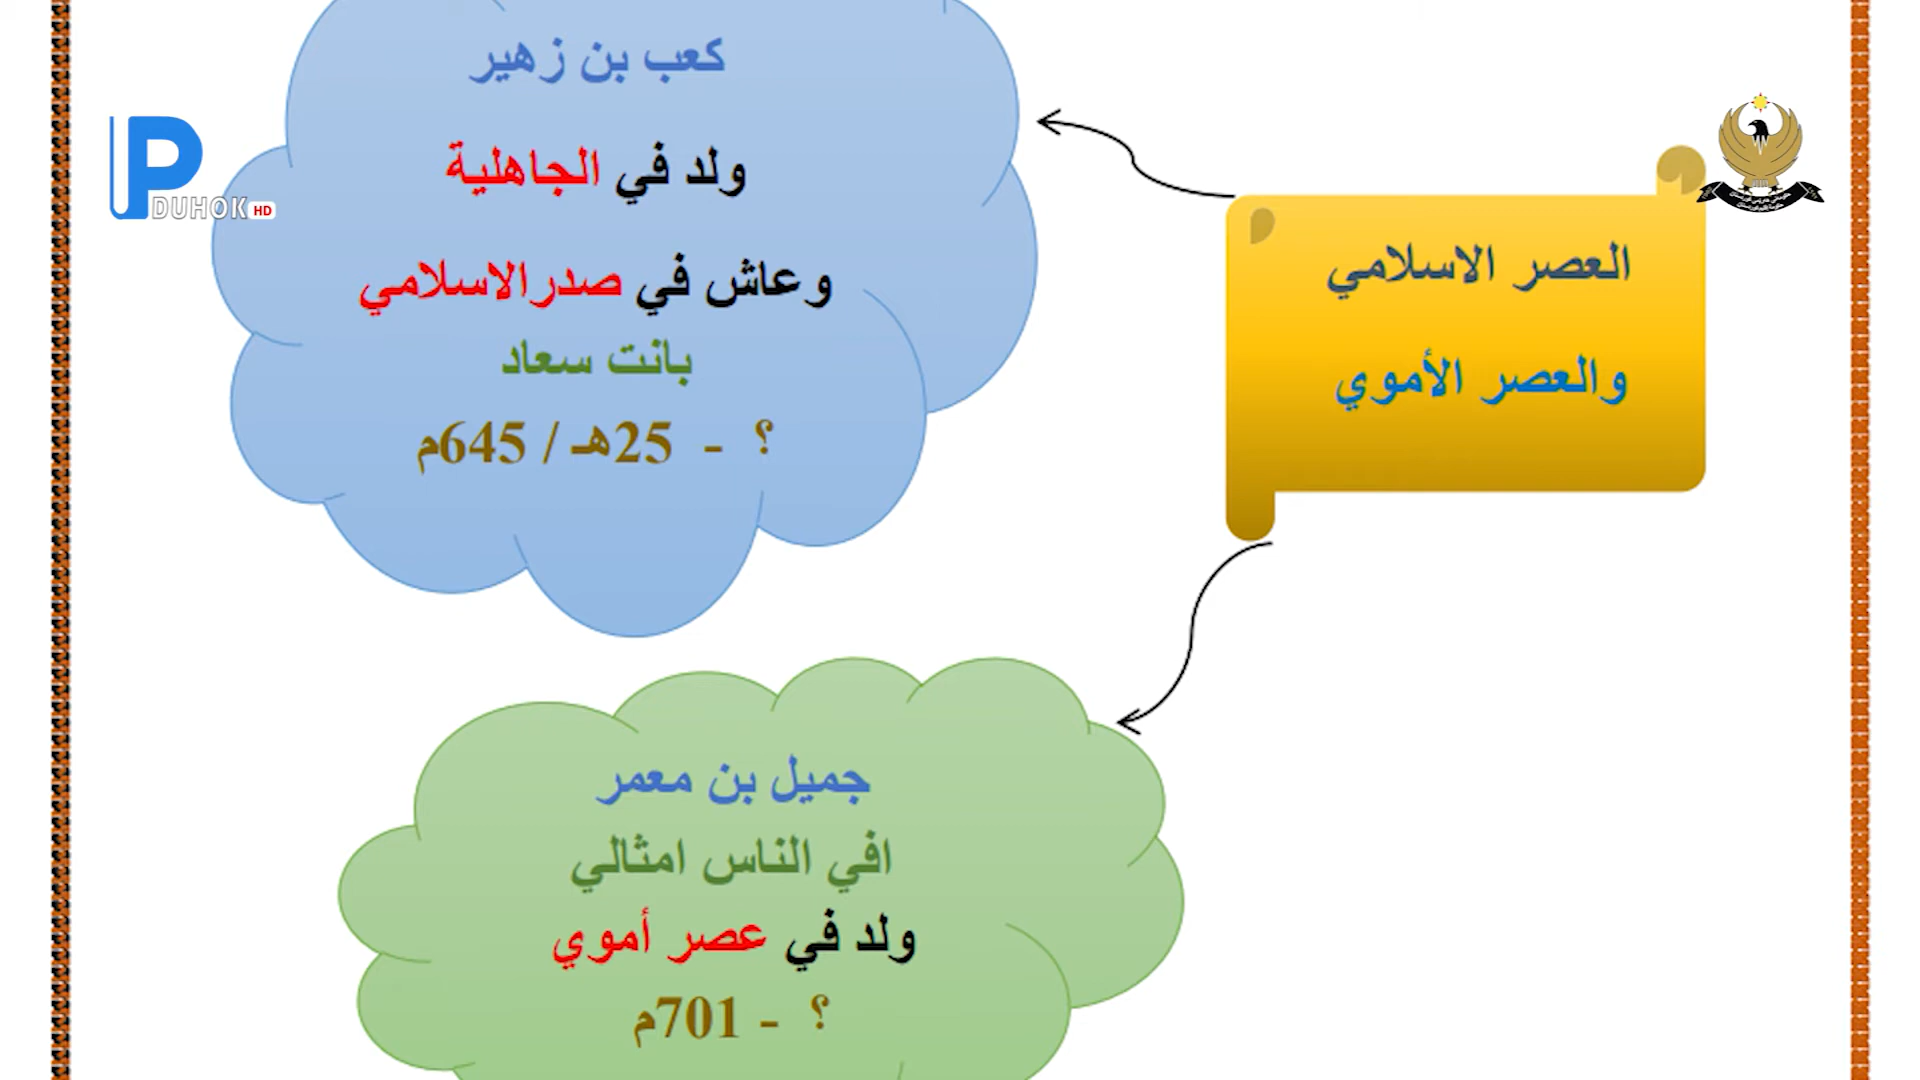 كعب بن زهير
ولد في الجاهلية
وعاش في صدرالاسلامي
بانت سعاد
؟ - 25هـ / 645م
العصر الاسلامي
والعصر الأموي
جميل بن معمر
افي الناس امثالي
ولد في عصر أموي
؟ - 701م
P
DUHOK HD